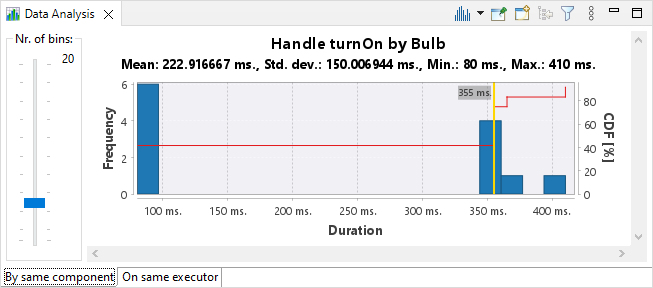 Data Analysis
Nr. of bins:
20
Handle turnOn by Bulb
Mean: 222.916667 ms., Std. dev.: 150.006944 ms., Min.: 80 ms., Max.: 410 ms.
Frequency
6
4
2
0
355 ms.
80
60
40
20
0
CDF [%]
100 ms. 150 ms. 200 ms. 250 ms. 300 ms. 350 ms. 400 ms.
Duration
By same component On same executor